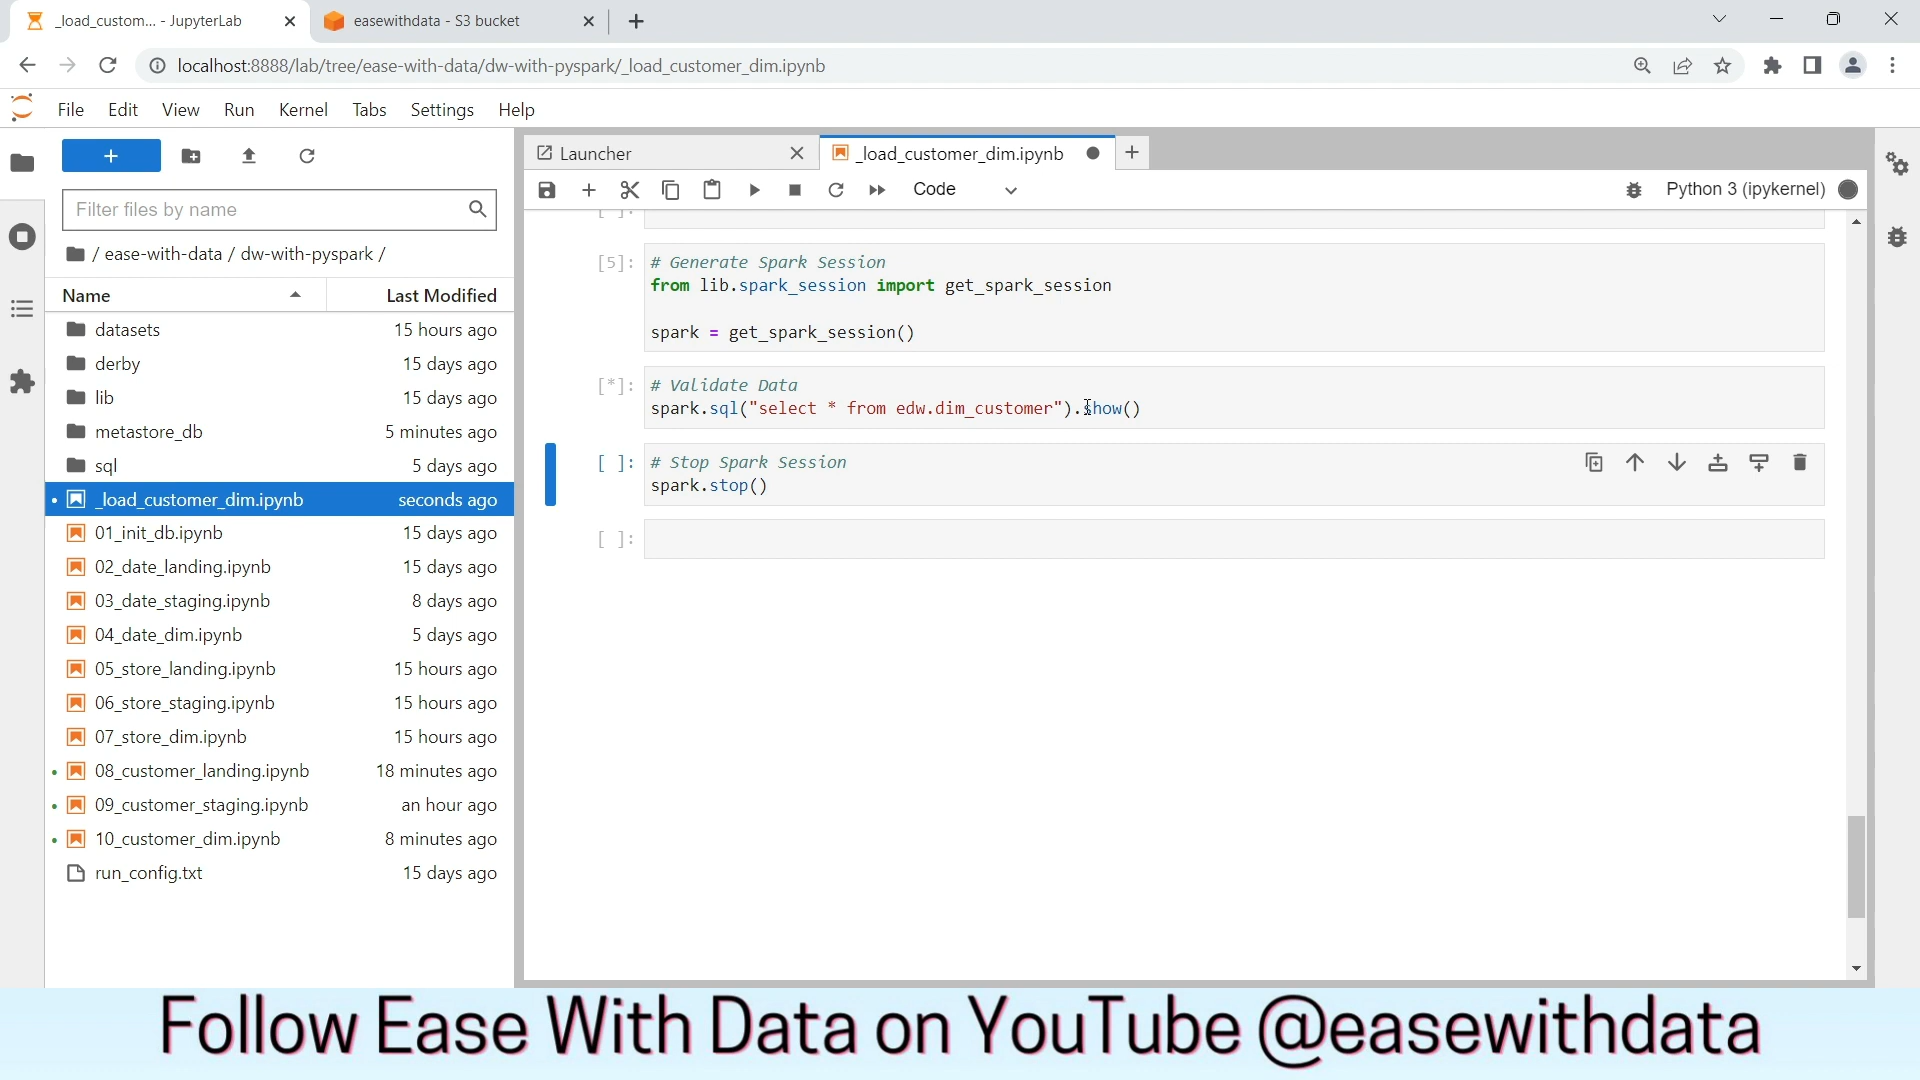 _load_custom... - JupyterLab
easewithdata - S3 bucket
localhost:8888/lab/tree/ease-with-data/dw-with-pyspark/_load_customer_dim.ipynb
File Edit View Run Kernel Tabs Settings Help
Filter files by name
/ ease-with-data / dw-with-pyspark /
Name Last Modified
datasets 15 hours ago
derby 15 days ago
lib 15 days ago
metastore_db 5 minutes ago
sql 5 days ago
_load_customer_dim.ipynb seconds ago
01_init_db.ipynb 15 days ago
02_date_landing.ipynb 15 days ago
03_date_staging.ipynb 8 days ago
04_date_dim.ipynb 5 days ago
05_store_landing.ipynb 15 hours ago
06_store_staging.ipynb 15 hours ago
07_store_dim.ipynb 15 hours ago
08_customer_landing.ipynb 18 minutes ago
09_customer_staging.ipynb an hour ago
10_customer_dim.ipynb 8 minutes ago
run_config.txt 15 days ago
Launcher
_load_customer_dim.ipynb
Code
Python 3 (ipykernel)
[ ]:
[5]: # Generate Spark Session
from lib.spark_session import get_spark_session
spark = get_spark_session()
[*]: # Validate Data
spark.sql("select * from edw.dim_customer").show()
[ ]: # Stop Spark Session
spark.stop()
[ ]:
Follow Ease With Data on YouTube @easewithdata